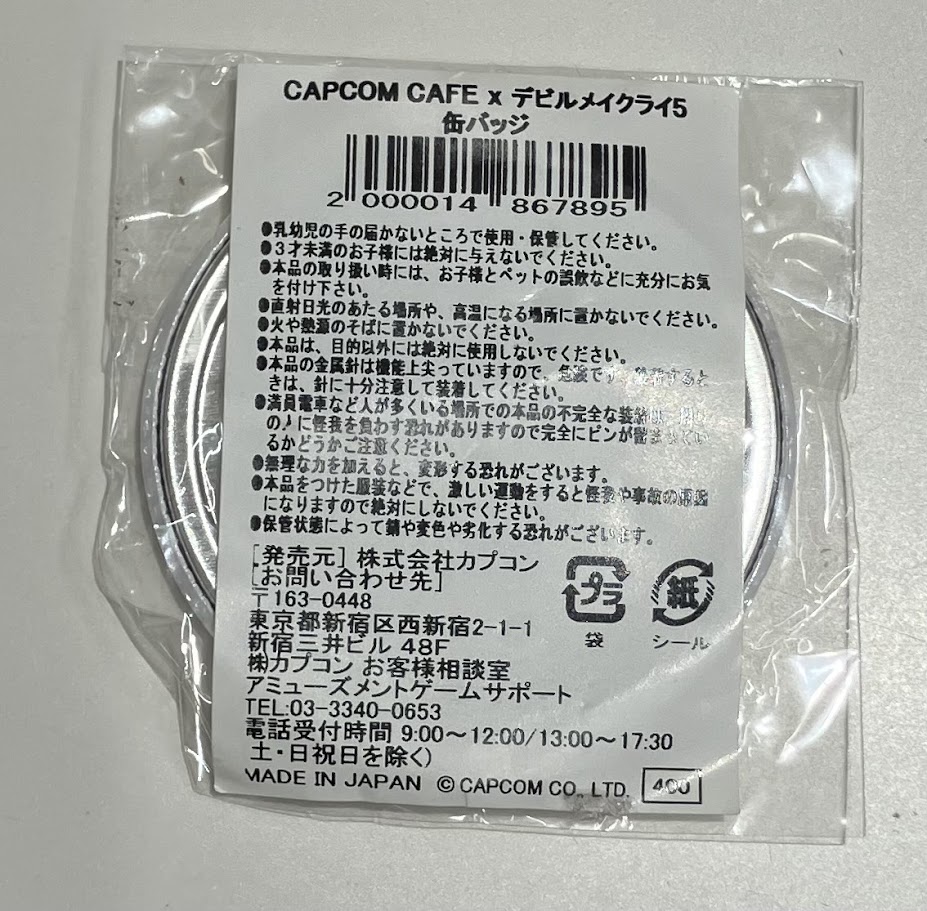 CAPCOM CAFE x デビルメイクライ5
缶バッジ
2 000014 867895
●乳幼児の手の届かないところで使用・保管してください。
●3才未満のお子様には絶対に与えないでください。
●本品の取り扱い時には、お子様とペットの誤飲などに充分にお気
を付け下さい。
●直射日光のあたる場所や、高温になる場所に置かないでください。
●火や熱源のそばに置かないでください。
●本品は、目的以外には絶対に使用しないでください。
●本品の金属針は機能上尖っていますので、危険です。
きは、針に十分注意して装着してください。
●満員電車など人が多くいる場所での本品の不完全な装着は、
に怪我を負わす恐れがありますので完全にピンが
るかどうかご注意ください。
●無理な力を加えると、変形する恐れがございます。
●本品をつけた服装などで、激しい運動をすると怪我や事故の原因
になりますので絶対にしないでください。
●保管状態によって錆や変色や劣化する恐れがございます。
[発売元] 株式会社カプコン
[お問い合わせ先]
〒163-0448
東京都新宿区西新宿2-1-1
新宿三井ビル 48F
㈱カプコン お客様相談室
アミューズメントゲームサポート
TEL:03-3340-0653
電話受付時間 9:00～12:00/13:00～17:30
土・日祝日を除く)
MADE IN JAPAN © CAPCOM CO., LTD. 400
プラ 紙
袋 シール